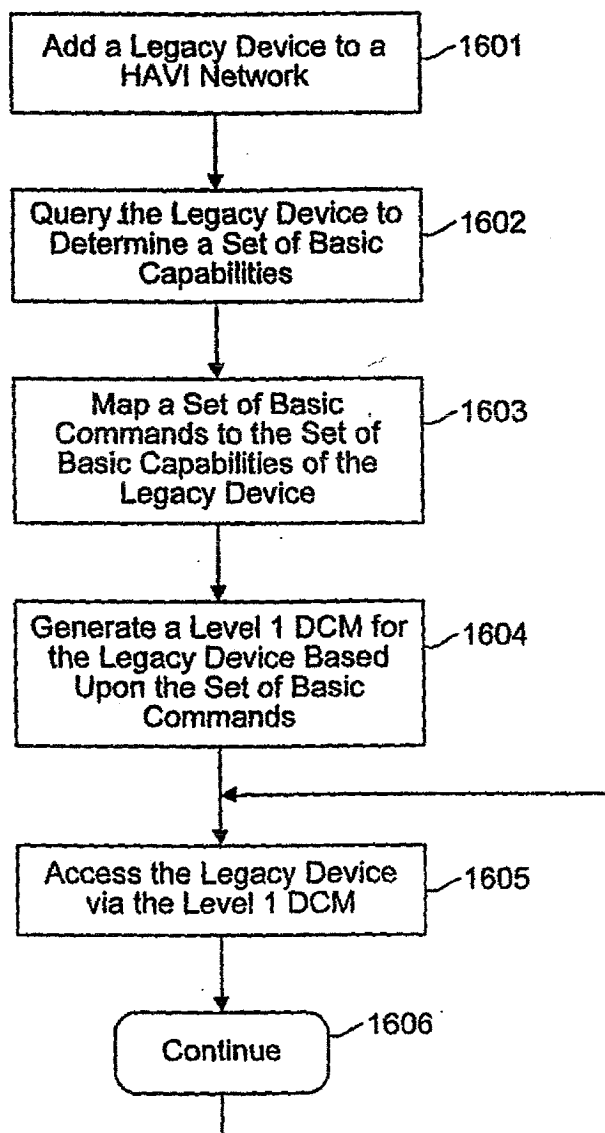 Add a Legacy Device to a
HAVI Network
1601
Query the Legacy Device to
Determine a Set of Basic
Capabilities
1602
Map a Set of Basic
Commands to the Set of
Basic Capabilities of the
Legacy Device
1603
Generate a Level 1 DCM for
the Legacy Device Based
Upon the Set of Basic
Commands
1604
Access the Legacy Device
via the Level 1 DCM
1605
Continue
1606